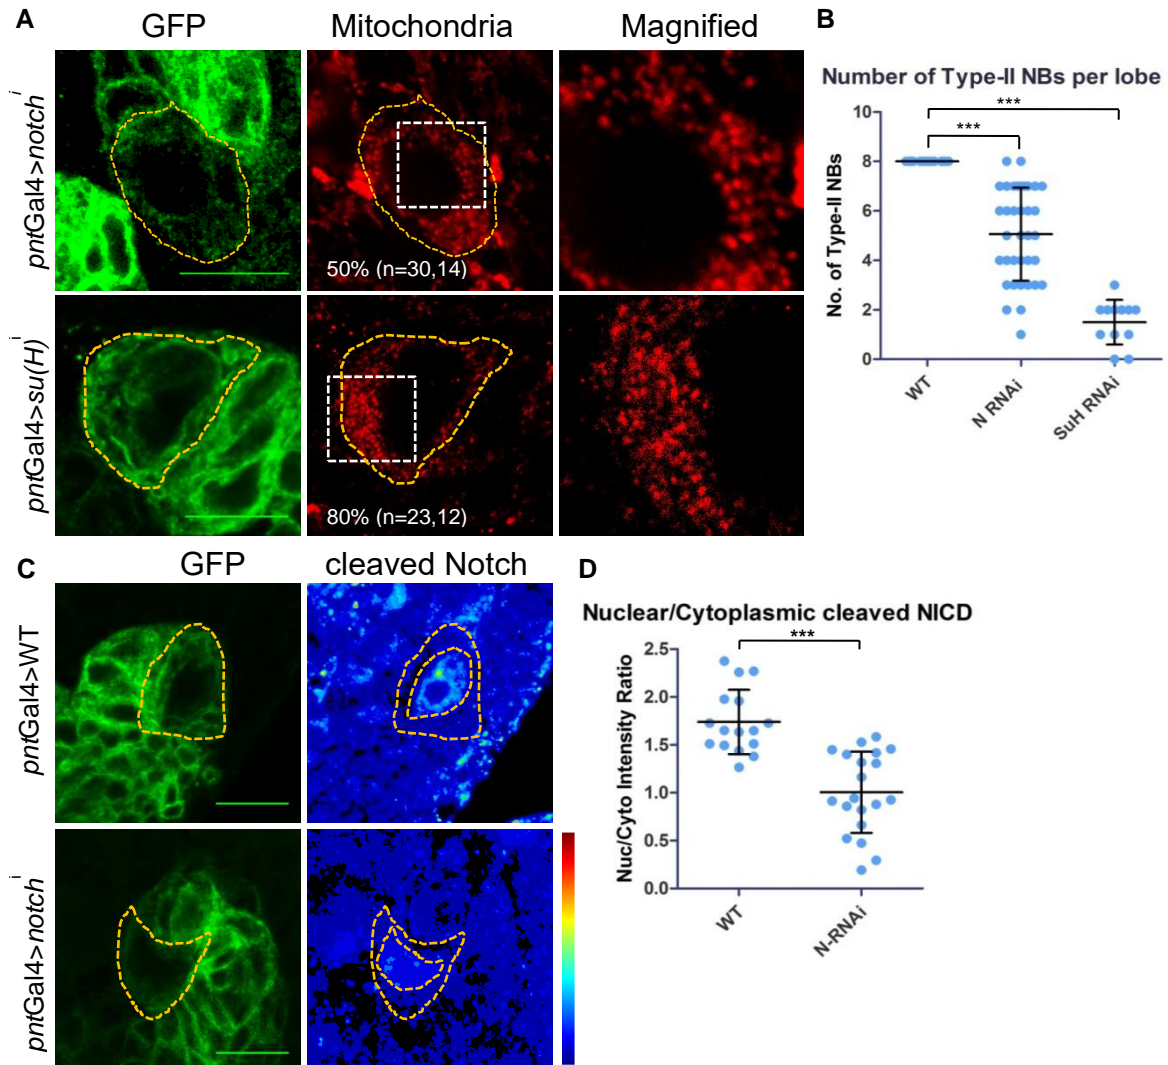 A
GFP
Mitochondria
Magnified
pntGal4>notch i
50% (n=30,14)
pntGal4>su(H) i
80% (n=23,12)
B
Number of Type-II NBs per lobe
***
***
No. of Type-II NBs
10
8
6
4
2
0
WT
N RNAi
SuH RNAi
C
GFP
cleaved Notch
pntGal4>WT
pntGal4>notch i
D
Nuclear/Cytoplasmic cleaved NICD
***
Nuc/Cyto Intensity Ratio
2.5
2.0
1.5
1.0
0.5
0.0
WT
N-RNAi